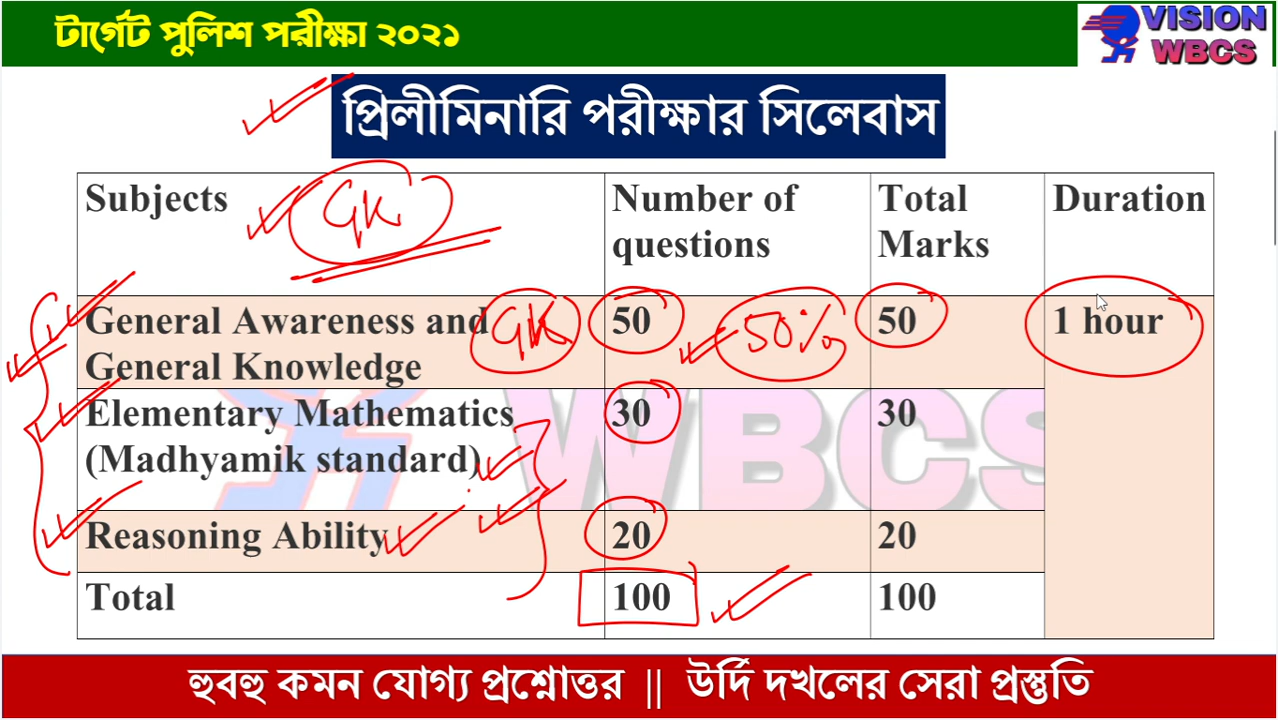 টার্গেট পুলিশ পরীক্ষা ২০২১
VISION
WBCS
প্রিলীমিনারি পরীক্ষার সিলেবাস
Subjects
GK
Number of
questions
Total
Marks
Duration
General Awareness and
General Knowledge
GK
50
50%
50
1 hour
Elementary Mathematics
(Madhyamik standard)
30
30
Reasoning Ability
20
20
Total
100
100
WBCS
হুবহু কমন যোগ্য প্রশ্নোত্তর || উর্দি দখলের সেরা প্রস্তুতি